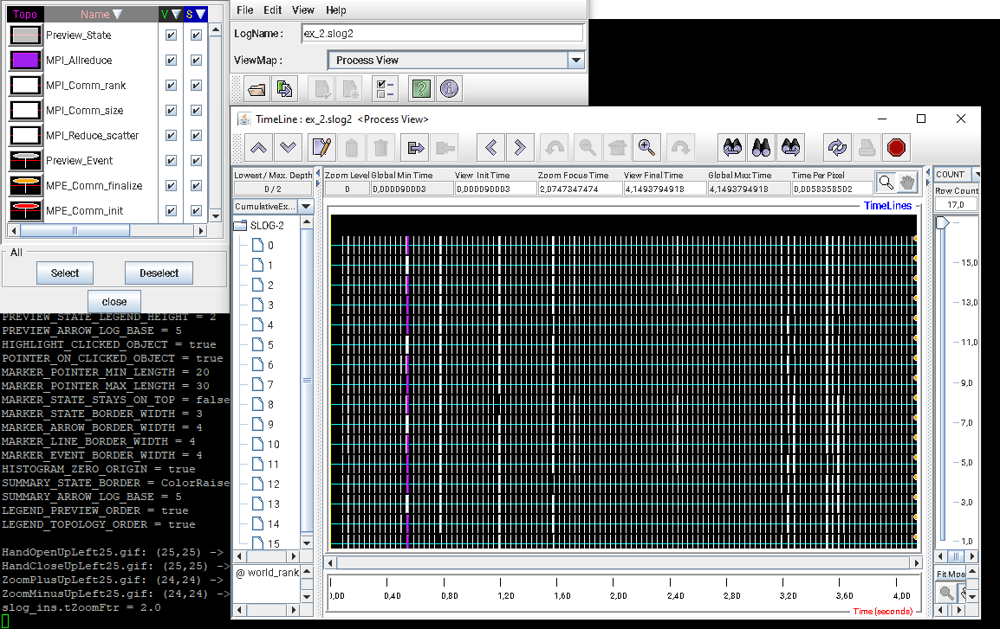 Topo Name V S
Preview_State
MPI_Allreduce
MPI_Comm_rank
MPI_Comm_size
MPI_Reduce_scatter
Preview_Event
MPE_Comm_finalize
MPE_Comm_init
All
Select Deselect
close
PREVIEW_STATE_LEGEND_HEIGHT = 2
PREVIEW_ARROW_LOG_BASE = 5
HIGHLIGHT_CLICKED_OBJECT = true
POINTER_ON_CLICKED_OBJECT = true
MARKER_POINTER_MIN_LENGTH = 20
MARKER_POINTER_MAX_LENGTH = 30
MARKER_STATE_STAYS_ON_TOP = false
MARKER_STATE_BORDER_WIDTH = 3
MARKER_ARROW_BORDER_WIDTH = 4
MARKER_LINE_BORDER_WIDTH = 4
MARKER_EVENT_BORDER_WIDTH = 4
HISTOGRAM_ZERO_ORIGIN = true
SUMMARY_STATE_BORDER = ColorRaise
SUMMARY_ARROW_LOG_BASE = 5
LEGEND_PREVIEW_ORDER = true
LEGEND_TOPOLOGY_ORDER = true
HandOpenUpLeft25.gif: (25,25) ->
HandCloseUpLeft25.gif: (25,25) ->
ZoomPlusUpLeft25.gif: (24,24) ->
ZoomMinusUpLeft25.gif: (24,24) ->
slog_ins.tZoomFtr = 2.0
File Edit View Help
LogName : ex_2.slog2
ViewMap : Process View
TimeLine : ex_2.slog2 <Process View>
Lowest / Max. Depth Zoom Level Global Min Time View Init Time Zoom Focus Time View Final Time Global Max Time Time Per Pixel
0 / 2 0 0,000090003 0,000090003 2,0747347474 4,1493794918 4,1493794918 0,0058358502
COUNT
Row Count
17,0
CumulativeEx...
TimeLines
SLOG-2
0
1
2
3
4
5
6
7
8
9
10
11
12
13
14
15
15,0
13,0
11,0
9,0
7,0
5,0
3,0
1,0
@ world_rank
Fit Mos
0,00 0,40 0,80 1,20 1,60 2,00 2,40 2,80 3,20 3,60 4,00
Time (seconds)